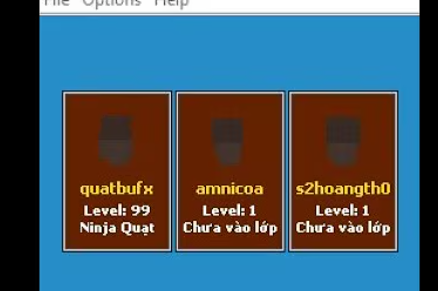 File Options Help
quatbufx amnicoa s2hoangth0
Level: 99 Level: 1 Level: 1
Ninja Quạt Chưa vào lớp Chưa vào lớp